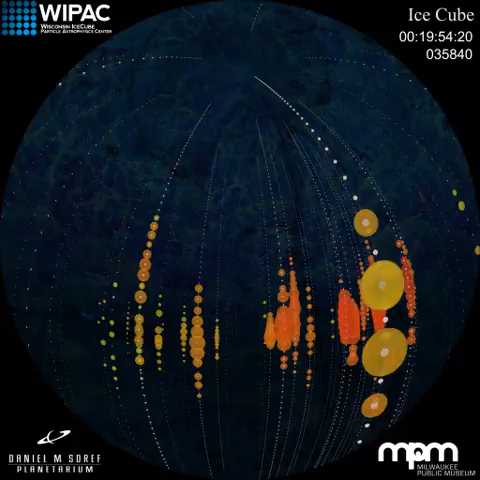 WIPAC
WISCONSIN ICECUBE
PARTICLE ASTROPHYSICS CENTER
Ice Cube
00:19:54:20
035840
DANIEL M SOREF
PLANETARIUM
mpm
MILWAUKEE
PUBLIC MUSEUM